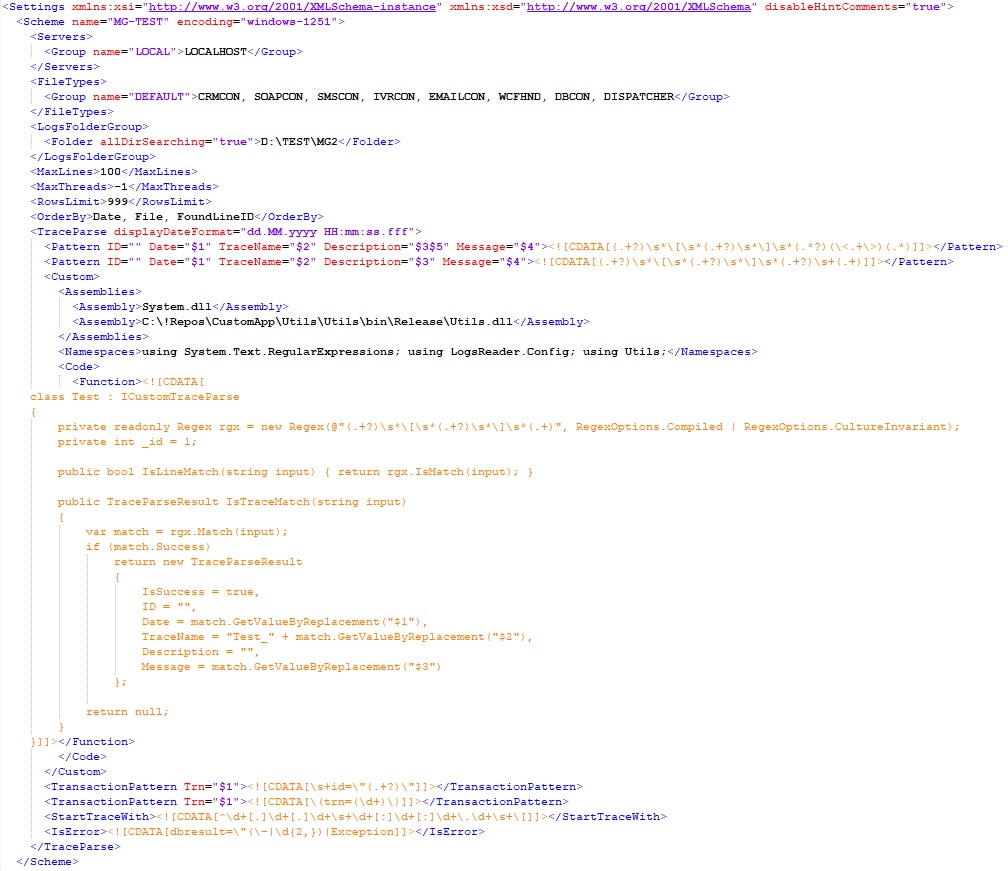 <Settings xmlns:xsi="http://www.w3.org/2001/XMLSchema-instance" xmlns:xsd="http://www.w3.org/2001/XMLSchema" disableHintComments="true">
<Scheme name="MG-TEST" encoding="windows-1251">
<Servers>
<Group name="LOCAL">LOCALHOST</Group>
</Servers>
<FileTypes>
<Group name="DEFAULT">CRMCON, SOAPCON, SMSCON, IVRCON, EMAILCON, WCFHND, DBCON, DISPATCHER</Group>
</FileTypes>
<LogsFolderGroup>
<Folder allDirSearching="true">D:\TEST\MG2</Folder>
</LogsFolderGroup>
<MaxLines>100</MaxLines>
<MaxThreads>-1</MaxThreads>
<RowsLimit>999</RowsLimit>
<OrderBy>Date, File, FoundLineID</OrderBy>
<TraceParse displayDateFormat="dd.MM.yyyy HH:mm:ss.fff">
<Pattern ID="" Date="$1" TraceName="$2" Description="$3$5" Message="$4"><![CDATA[(.+?)\s*\[\s*(.+?)\s*\]\s*(.*?)(\<.+\>)(.*)]]></Pattern>
<Pattern ID="" Date="$1" TraceName="$2" Description="$3" Message="$4"><![CDATA[(.+?)\s*\[\s*(.+?)\s*\]\s*(.+?)\s+(.+)]]></Pattern>
<Custom>
<Assemblies>
<Assembly>System.dll</Assembly>
<Assembly>C:\!Repos\CustomApp\Utils\Utils\bin\Release\Utils.dll</Assembly>
</Assemblies>
<Namespaces>using System.Text.RegularExpressions; using LogsReader.Config; using Utils;</Namespaces>
<Code>
<Function><![CDATA[
class Test : ICustomTraceParse
{
private readonly Regex rgx = new Regex(@"(.+?)\s*\[\s*(.+?)\s*\]\s*(.+)", RegexOptions.Compiled | RegexOptions.CultureInvariant);
private int _id = 1;
public bool IsLineMatch(string input) { return rgx.IsMatch(input); }
public TraceParseResult IsTraceMatch(string input)
{
var match = rgx.Match(input);
if (match.Success)
return new TraceParseResult
{
IsSuccess = true,
ID = "",
Date = match.GetValueByReplacement("$1"),
TraceName = "Test_" + match.GetValueByReplacement("$2"),
Description = "",
Message = match.GetValueByReplacement("$3")
};
return null;
}
}]]></Function>
</Code>
</Custom>
<TransactionPattern Trn="$1"><![CDATA[\s+id=\"(.+?)\"]]></TransactionPattern>
<TransactionPattern Trn="$1"><![CDATA[\(trn=(\d+)\)]]></TransactionPattern>
<StartTraceWith><![CDATA[^\d+[.]\d+[.]\d+\s+\d+[:]\d+[:]\d+\.\d+\s+\[]]></StartTraceWith>
<IsError><![CDATA[dbresult=\"(\-|\d{2,})|Exception]]></IsError>
</TraceParse>
</Scheme>